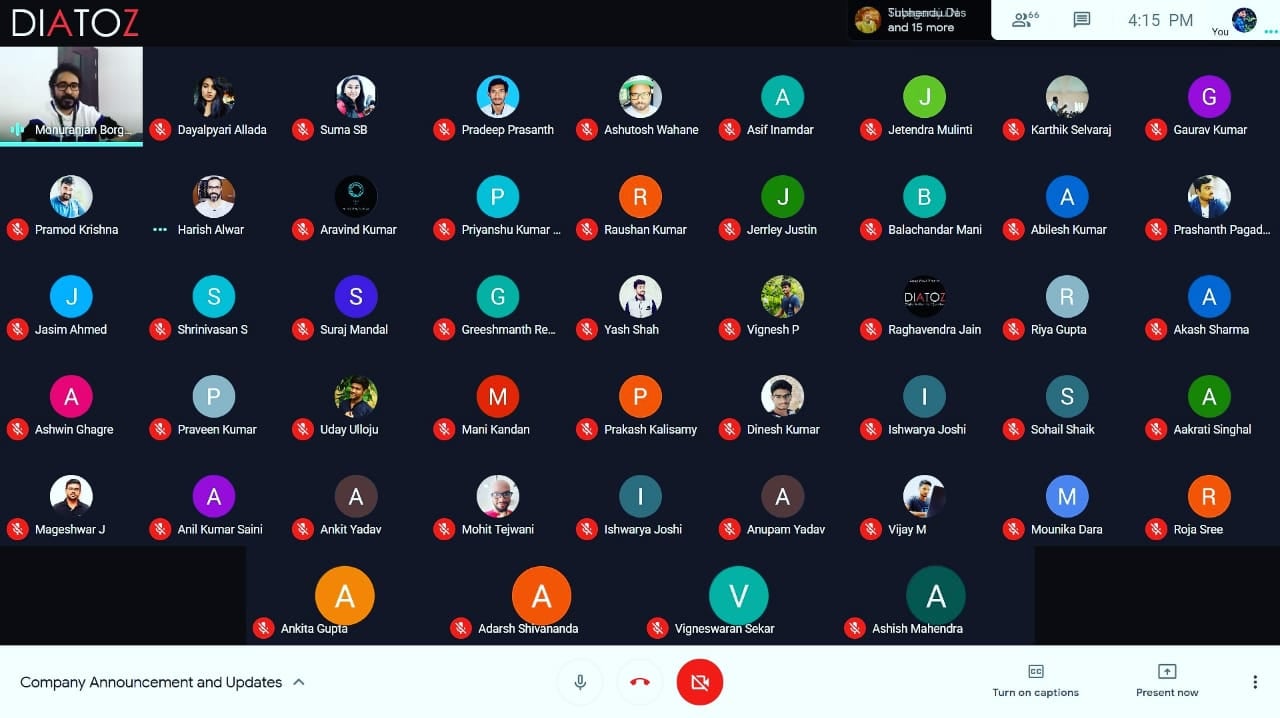 DIATOZ
and 15 more
66
4:15 PM
You
Monuranjan Borg...
Dayalpyari Allada
Suma SB
Pradeep Prasanth
Ashutosh Wahane
A
Asif Inamdar
J
Jetendra Mulinti
Karthik Selvaraj
G
Gaurav Kumar
Pramod Krishna
Harish Alwar
Aravind Kumar
P
Priyanshu Kumar ...
R
Raushan Kumar
J
Jerrley Justin
B
Balachandar Mani
A
Abilesh Kumar
Prashanth Pagad...
J
Jasim Ahmed
S
Shrinivasan S
S
Suraj Mandal
G
Greeshmanth Re...
Yash Shah
Vignesh P
DIATOZ
Raghavendra Jain
R
Riya Gupta
A
Akash Sharma
A
Ashwin Ghagre
P
Praveen Kumar
Uday Ulloju
M
Mani Kandan
P
Prakash Kalisamy
Dinesh Kumar
I
Ishwarya Joshi
S
Sohail Shaik
A
Aakrati Singhal
Mageshwar J
A
Anil Kumar Saini
A
Ankit Yadav
Mohit Tejwani
I
Ishwarya Joshi
A
Anupam Yadav
Vijay M
M
Mounika Dara
R
Roja Sree
A
Ankita Gupta
A
Adarsh Shivananda
V
Vigneswaran Sekar
A
Ashish Mahendra
Company Announcement and Updates
CC
Turn on captions
Present now